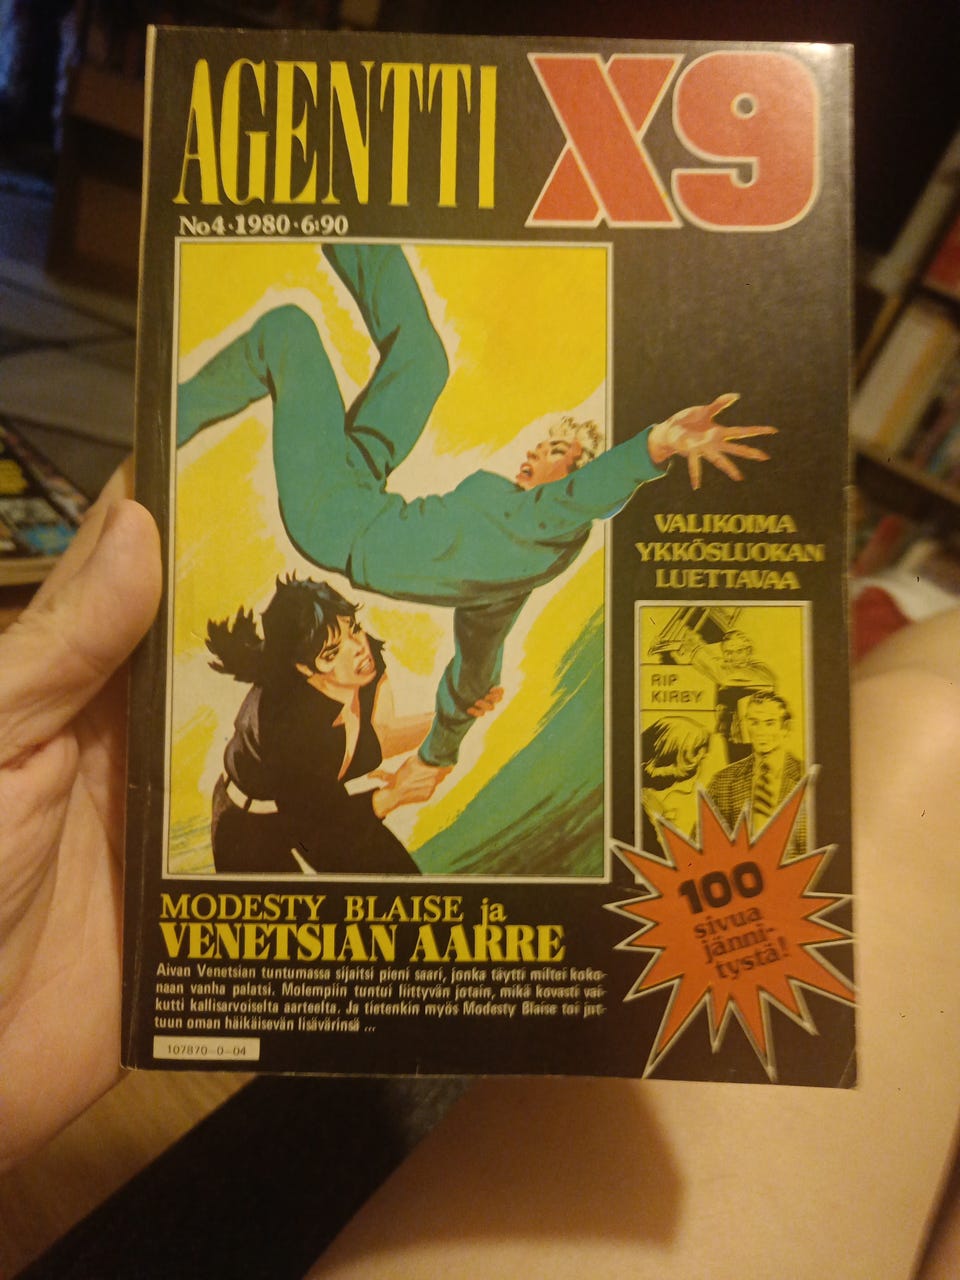 AGENTTI X9
No 4 · 1980 · 6:90
VALIKOIMA
YKKÖSLUOKAN
LUETTAVAA
RIP
KIRBY
100
sivua
jänni-
tystä!
MODESTY BLAISE ja
VENETSIAN AARRE
Aivan Venetsian tuntumassa sijaitsi pieni saari, jonka täytti miltei koko-
naan vanha palatsi. Molempiin tuntui liittyvän jotain, mikä kovasti vai-
kutti kallisarvoiselta aarteelta. Ja tietenkin myös Modesty Blaise toi jut-
tuun oman häikäisevän lisävärinsä ...
107870-0-04